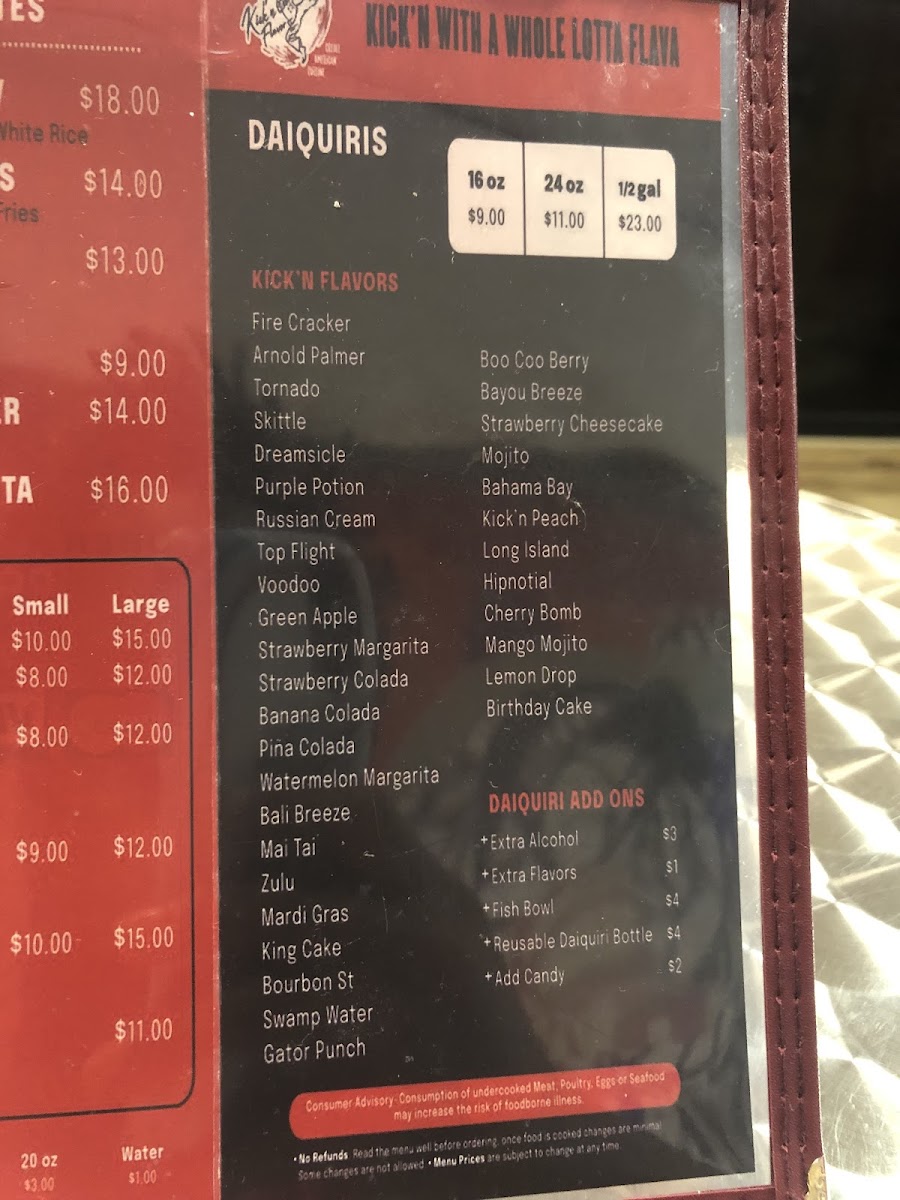 TES
$18.00
White Rice
S
$14.00
Fries
$13.00
$9.00
ER
$14.00
TA
$16.00
Small Large
$10.00 $15.00
$8.00 $12.00
$8.00 $12.00
$9.00 $12.00
$10.00 $15.00
$11.00
20 oz Water
$3.00 $1.00
AMERICAN
CUISINE
KICK'N WITH A WHOLE LOTTA FLAVA
DAIQUIRIS
16 oz 24 oz 1/2 gal
$9.00 $11.00 $23.00
KICK'N FLAVORS
Fire Cracker
Arnold Palmer
Tornado
Skittle
Dreamsicle
Purple Potion
Russian Cream
Top Flight
Voodoo
Green Apple
Strawberry Margarita
Strawberry Colada
Banana Colada
Piña Colada
Watermelon Margarita
Bali Breeze
Mai Tai
Zulu
Mardi Gras
King Cake
Bourbon St
Swamp Water
Gator Punch
Boo Coo Berry
Bayou Breeze
Strawberry Cheesecake
Mojito
Bahama Bay
Kick'n Peach
Long Island
Hipnotial
Cherry Bomb
Mango Mojito
Lemon Drop
Birthday Cake
DAIQUIRI ADD ONS
+Extra Alcohol $3
+Extra Flavors $1
+Fish Bowl $4
+Reusable Daiquiri Bottle $4
+Add Candy $2
Consumer Advisory- Consumption of undercooked Meat, Poultry, Eggs or Seafood
may increase the risk of foodborne illness.
• No Refunds Read the menu well before ordering, once food is cooked changes are minimal
Some changes are not allowed • Menu Prices are subject to change at any time.